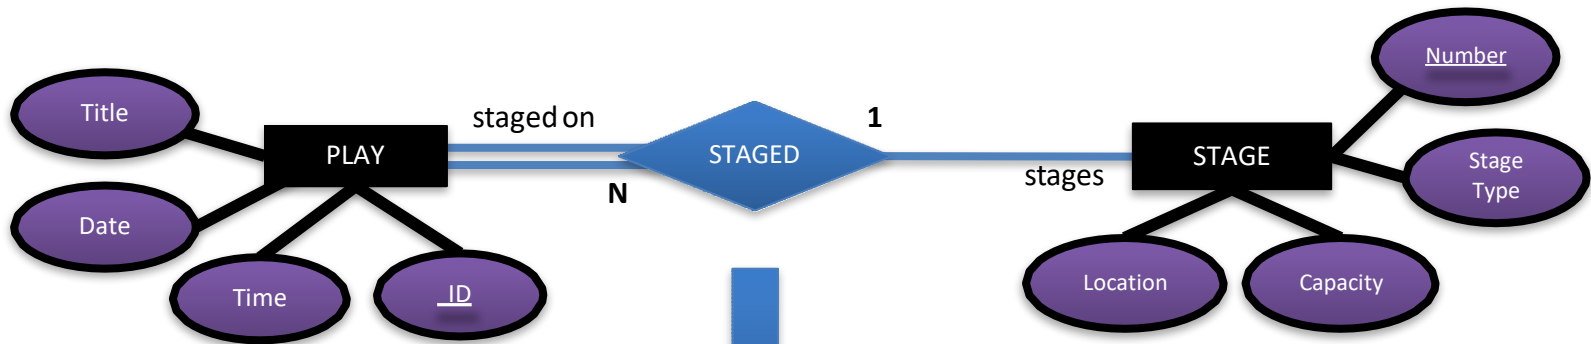 Number
Title
staged on
1
PLAY
STAGED
STAGE
Stage
Type
stages
N
Date
Location
Capacity
Time
ID